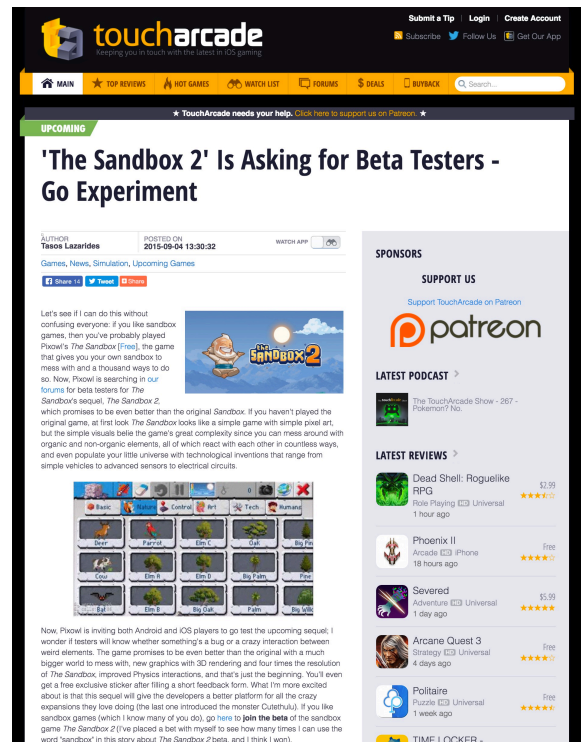 Submit a Tip | Login | Create Account
toucharcade
Keeping you in touch with the latest in iOS gaming
Subscribe Follow Us Get Our App
MAIN TOP REVIEWS HOT GAMES WATCH LIST FORUMS $ DEALS BUYBACK Search...
★ TouchArcade needs your help. Click here to support us on Patreon. ★
UPCOMING
'The Sandbox 2' Is Asking for Beta Testers -
Go Experiment
AUTHOR
Tasos Lazarides
POSTED ON
2015-09-04 13:30:32
WATCH APP
Games, News, Simulation, Upcoming Games
Share 14 Tweet Share
Let's see if I can do this without
confusing everyone: if you like sandbox
games, then you've probably played
Pixowl's The Sandbox [Free], the game
that gives you your own sandbox to
mess with and a thousand ways to do
so. Now, Pixowl is searching in our
forums for beta testers for The
Sandbox's sequel, The Sandbox 2,
which promises to be even better than the original Sandbox. If you haven't played the
original game, at first look The Sandbox looks like a simple game with simple pixel art,
but the simple visuals belie the game's great complexity since you can mess around with
organic and non-organic elements, all of which react with each other in countless ways,
and even populate your little universe with technological inventions that range from
simple vehicles to advanced sensors to electrical circuits.
the SANDBOX 2
0
Basic Nature Control Art Tech Humans
Deer Parrot Elm C Oak Big Pin
Cow Elm A Elm D Big Palm Pine
Bat Elm B Big Oak Palm Big Will
Now, Pixowl is inviting both Android and iOS players to go test the upcoming sequel; I
wonder if testers will know whether something's a bug or a crazy interaction between
weird elements. The game promises to be even better than the original with a much
bigger world to mess with, new graphics with 3D rendering and four times the resolution
of The Sandbox, improved Physics interactions, and that's just the beginning. You'll even
get a free exclusive sticker after filling a short feedback form. What I'm more excited
about is that this sequel will give the developers a better platform for all the crazy
expansions they love doing (the last one introduced the monster Cutethulu). If you like
sandbox games (which I know many of you do), go here to join the beta of the sandbox
game The Sandbox 2 (I've placed a bet with myself to see how many times I can use the
word "sandbox" in this story about The Sandbox 2 beta, and I think I won).
SPONSORS
SUPPORT US
Support TouchArcade on Patreon
patreon
LATEST PODCAST
The TouchArcade Show - 267 -
Pokemon? No.
LATEST REVIEWS
Dead Shell: Roguelike
RPG
$2.99
Role Playing HD Universal
1 hour ago
Phoenix II
Free
Arcade HD iPhone
18 hours ago
Severed
$5.99
Adventure HD Universal
1 day ago
Arcane Quest 3
Free
Strategy HD Universal
4 days ago
Politaire
Free
Puzzle HD Universal
1 week ago
TIME LOCKER -